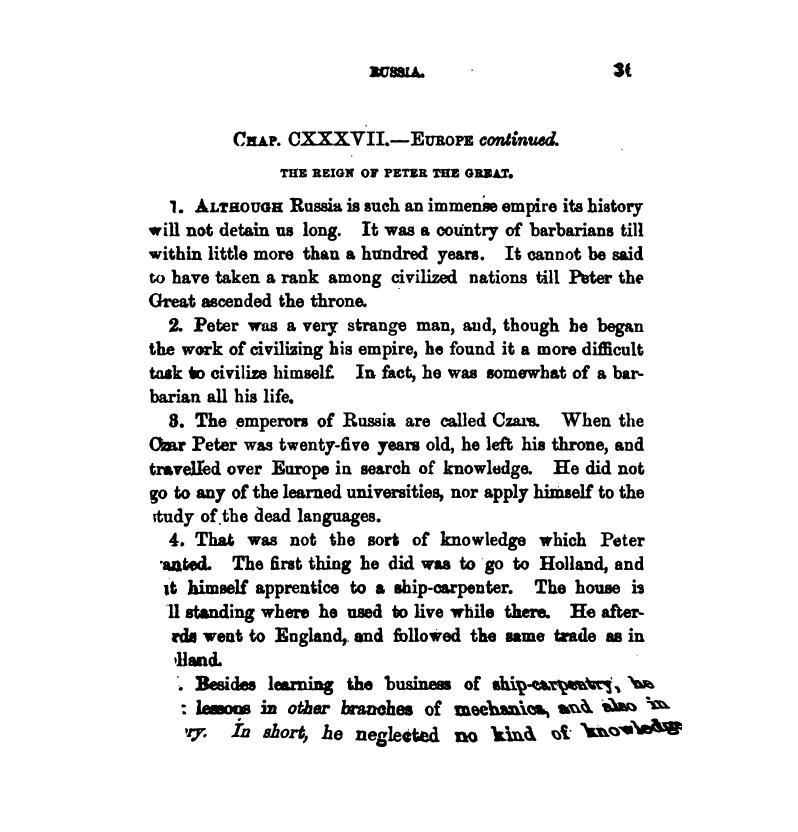 RUSSIA.
CHAP. CXXXVII.—EUROPE continued.
THE REIGN OF PETER THE GREAT.
1. ALTHOUGH Russia is such an immense empire its history
will not detain us long. It was a country of barbarians till
within little more than a hundred years. It cannot be said
to have taken a rank among civilized nations till Peter the
Great ascended the throne.
2. Peter was a very strange man, and, though he began
the work of civilizing his empire, he found it a more difficult
task to civilize himself. In fact, he was somewhat of a bar-
barian all his life.
3. The emperors of Russia are called Czars. When the
Czar Peter was twenty-five years old, he left his throne, and
travelled over Europe in search of knowledge. He did not
go to any of the learned universities, nor apply himself to the
tudy of the dead languages.
4. That was not the sort of knowledge which Peter
anted. The first thing he did was to go to Holland, and
it himself apprentice to a ship-carpenter. The house is
ll standing where he used to live while there. He after-
rds went to England, and followed the same trade as in
lland.
. Besides learning the business of ship-carpentry, he
lessons in other branches of mechanics, and also in
ry. In short, he neglected no kind of knowledge